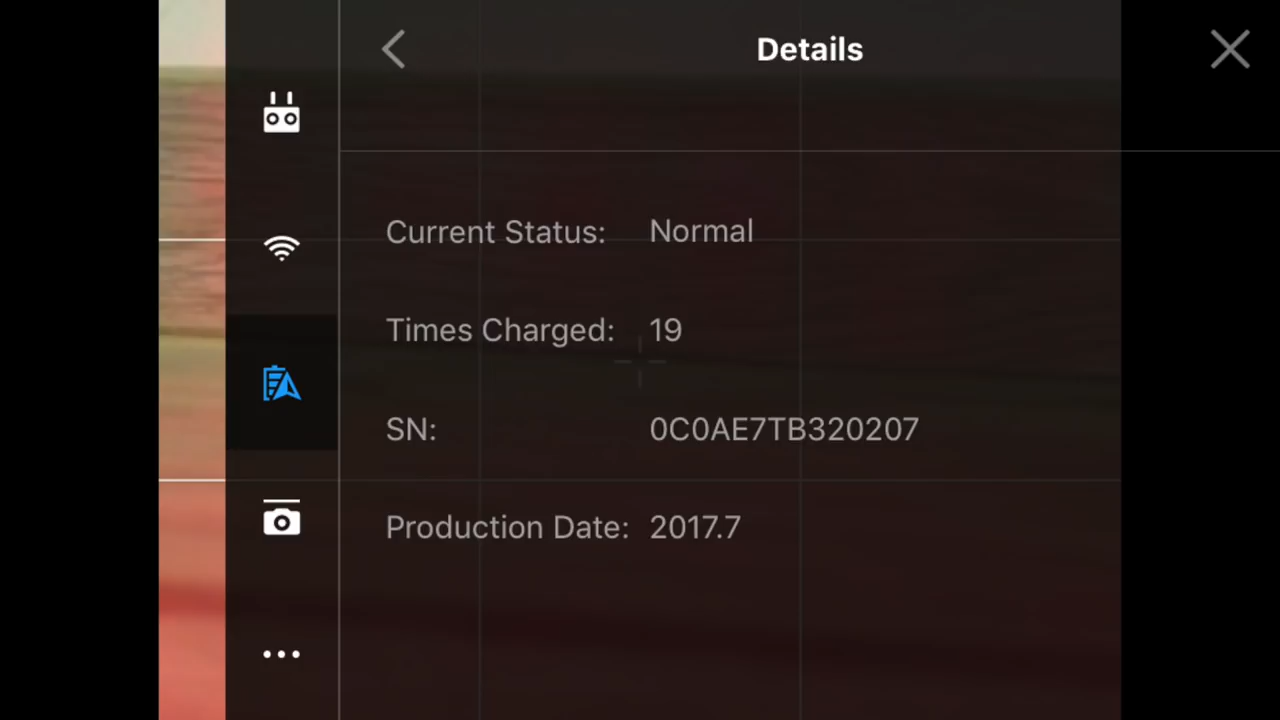 Details
Current Status: Normal
Times Charged: 19
SN: 0C0AE7TB320207
Production Date: 2017.7